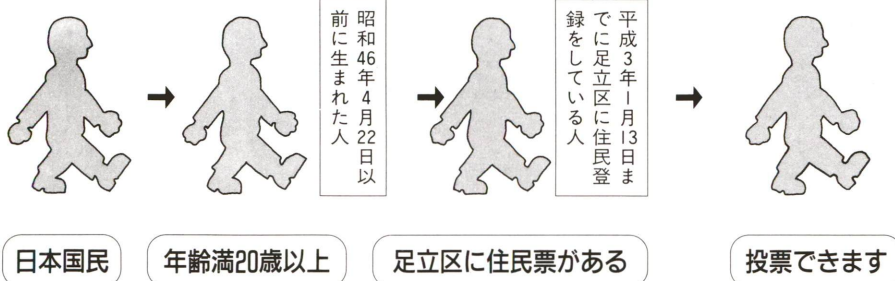 昭和46年4月22日以
前に生まれた人
平成3年1月13日ま
でに足立区に住民登
録をしている人
日本国民
年齢満20歳以上
足立区に住民票がある
投票できます